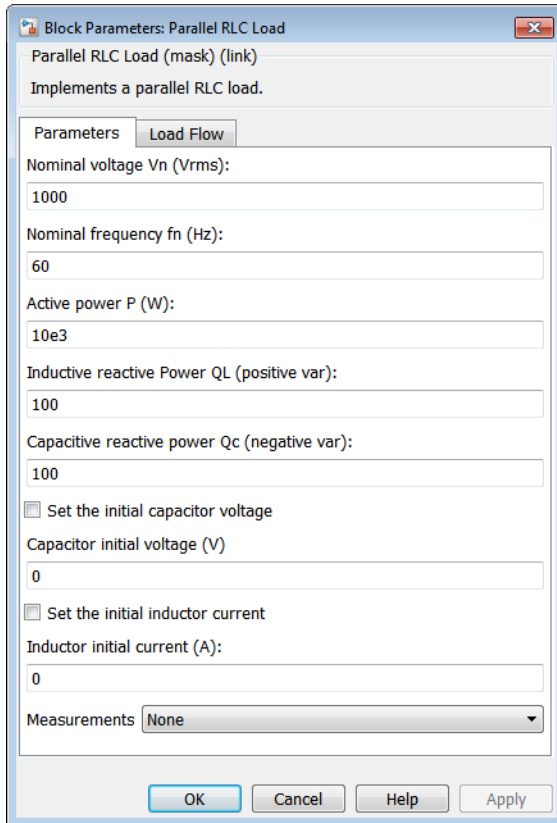 Block Parameters: Parallel RLC Load
Parallel RLC Load (mask) (link)
Implements a parallel RLC load.
Parameters Load Flow
Nominal voltage Vn (Vrms):
1000
Nominal frequency fn (Hz):
60
Active power P (W):
10e3
Inductive reactive Power QL (positive var):
100
Capacitive reactive power Qc (negative var):
100
Set the initial capacitor voltage
Capacitor initial voltage (V)
0
Set the initial inductor current
Inductor initial current (A):
0
Measurements None
OK Cancel Help Apply